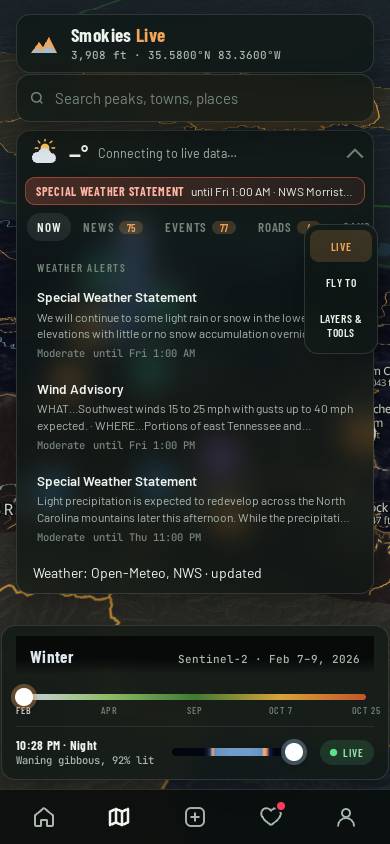 Smokies Live
3,908 ft · 35.5800°N 83.3600°W
Search peaks, towns, places
—° Connecting to live data…
SPECIAL WEATHER STATEMENT until Fri 1:00 AM · NWS Morrist…
NOW NEWS 75 EVENTS 77 ROADS
LIVE
FLY TO
LAYERS & TOOLS
WEATHER ALERTS
Special Weather Statement
We will continue to some light rain or snow in the lowe
elevations with little or no snow accumulation overni
Moderate until Fri 1:00 AM
Wind Advisory
WHAT...Southwest winds 15 to 25 mph with gusts up to 40 mph
expected. · WHERE...Portions of east Tennessee and…
Moderate until Fri 1:00 PM
Special Weather Statement
Light precipitation is expected to redevelop across the North
Carolina mountains later this afternoon. While the precipitati…
Moderate until Thu 11:00 PM
Weather: Open-Meteo, NWS · updated
Winter Sentinel-2 · Feb 7–9, 2026
FEB APR SEP OCT 7 OCT 25
10:28 PM · Night
Waning gibbous, 92% lit
LIVE